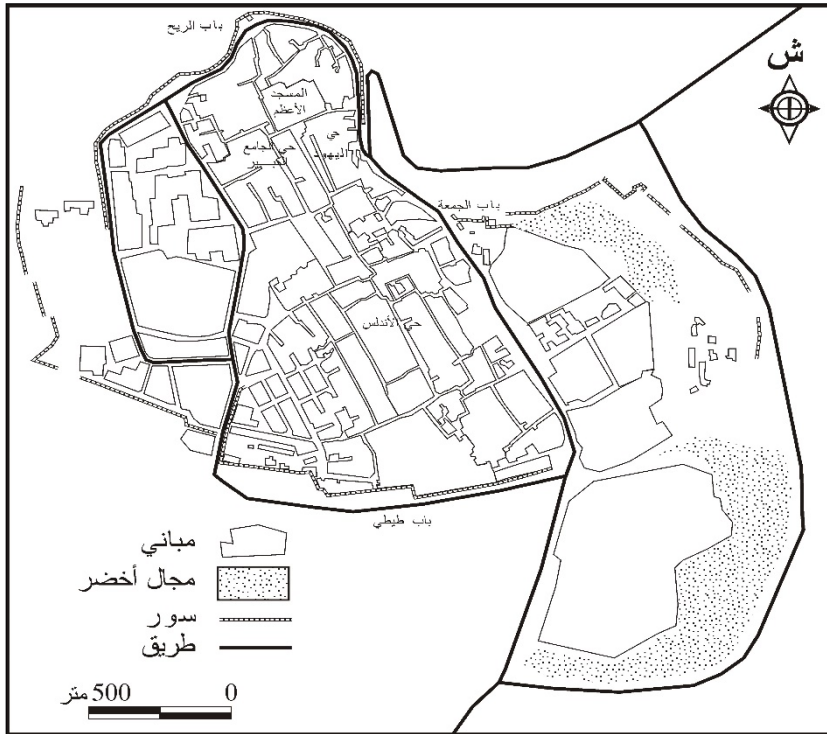 باب الريح
ش
المسجد
الأعظم
حي
اليهود
حي الجامع
الكبير
باب الجمعة
حي الأندلس
باب طيطي
مباني
مجال أخضر
سور
طريق
500 متر
0